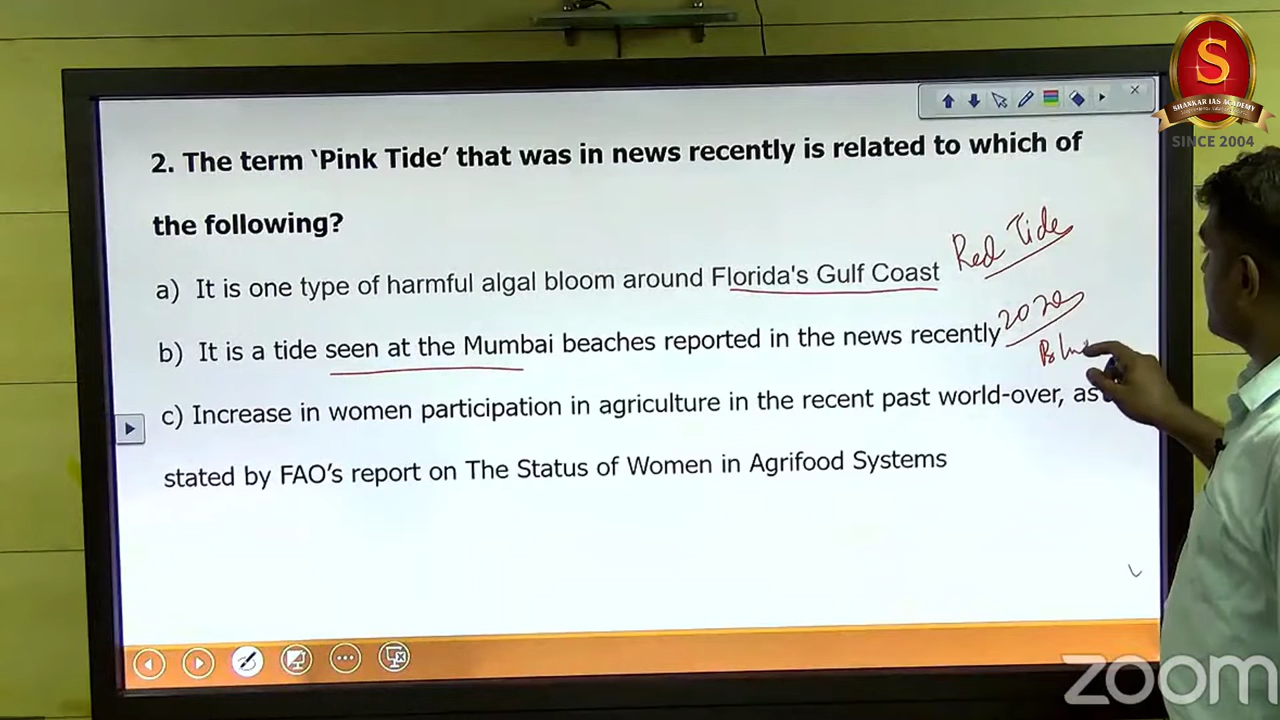 S
SHANKAR IAS ACADEMY
SINCE 2004
2. The term ‘Pink Tide’ that was in news recently is related to which of
the following?
a) It is one type of harmful algal bloom around Florida's Gulf Coast
Red Tide
b) It is a tide seen at the Mumbai beaches reported in the news recently
2020
c) Increase in women participation in agriculture in the recent past world-over, as
stated by FAO’s report on The Status of Women in Agrifood Systems
zoom